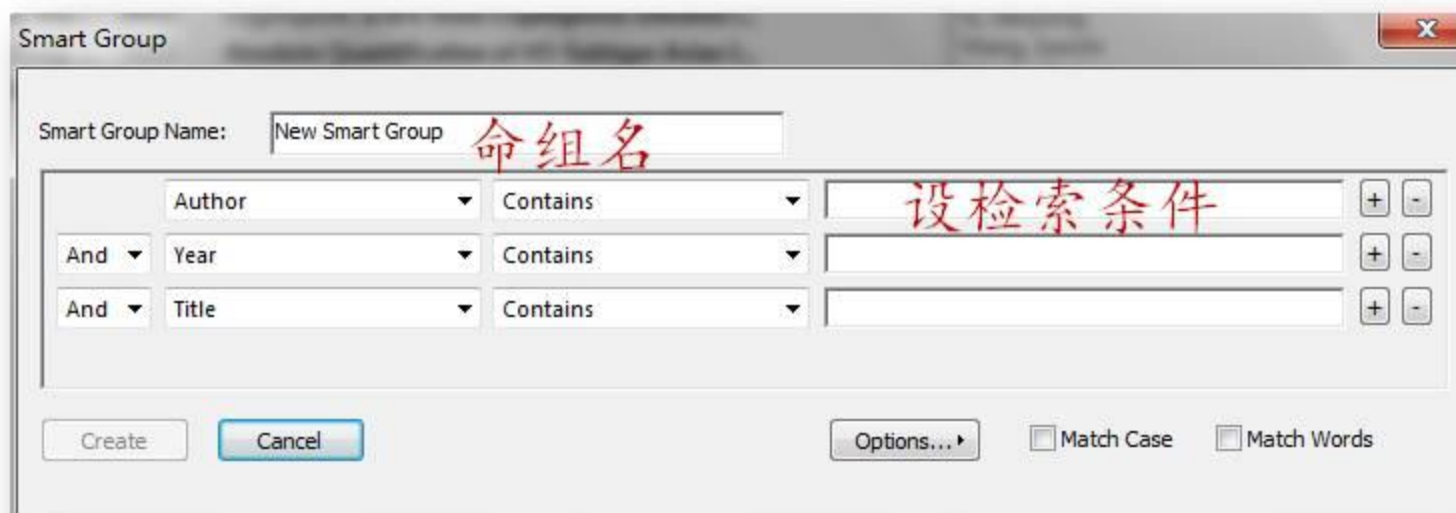 Smart Group
Smart Group Name: New Smart Group 命组名
Author Contains 设检索条件 + -
And Year Contains + -
And Title Contains + -
Create Cancel Options... Match Case Match Words